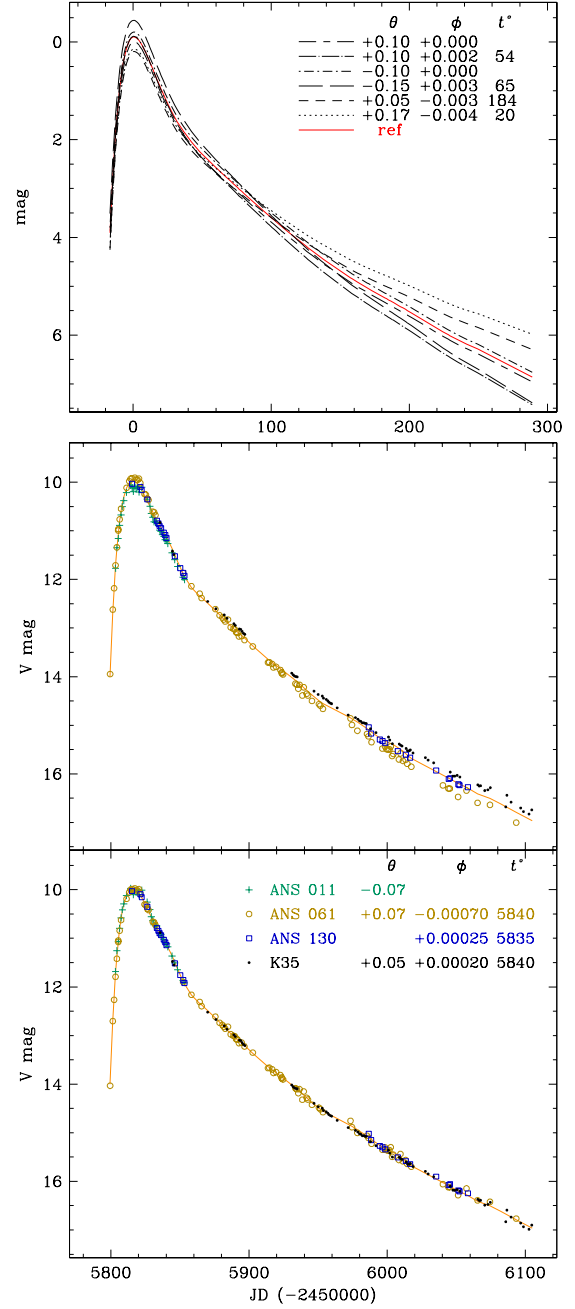 θ ϕ t°
+0.10 +0.000
+0.10 +0.002 54
−0.10 +0.000
−0.15 +0.003 65
+0.05 −0.003 184
+0.17 −0.004 20
ref
0
2
4
6
mag
0 100 200 300
10
12
14
16
V mag
θ ϕ t°
ANS 011 −0.07
ANS 061 +0.07 −0.00070 5840
ANS 130 +0.00025 5835
K35 +0.05 +0.00020 5840
10
12
14
16
V mag
5800 5900 6000 6100
JD (−2450000)